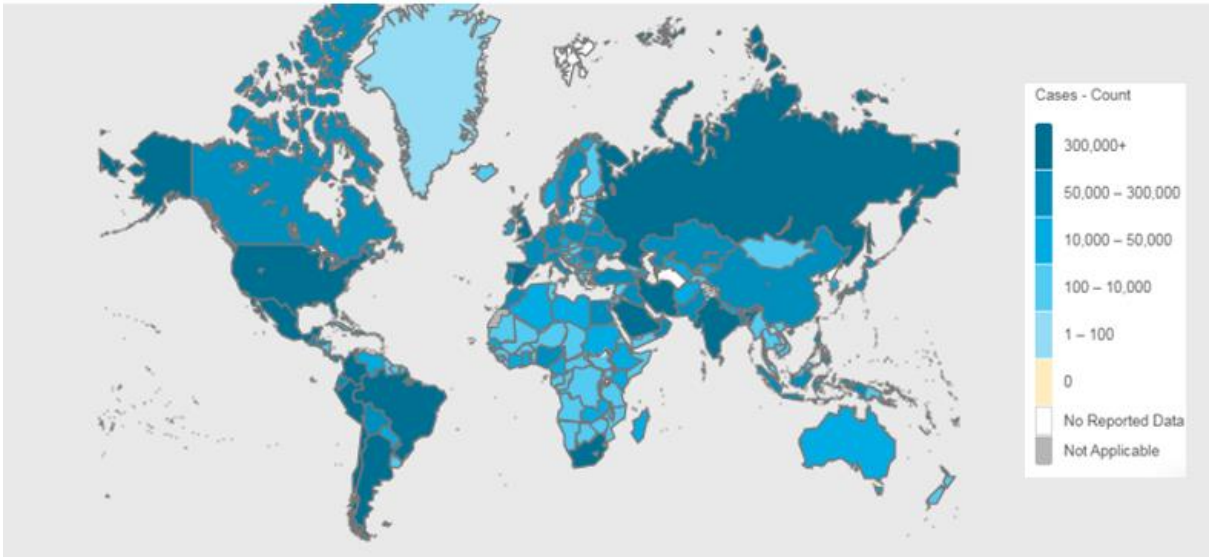 Cases - Count
300,000+
50,000 – 300,000
10,000 – 50,000
100 – 10,000
1 – 100
0
No Reported Data
Not Applicable